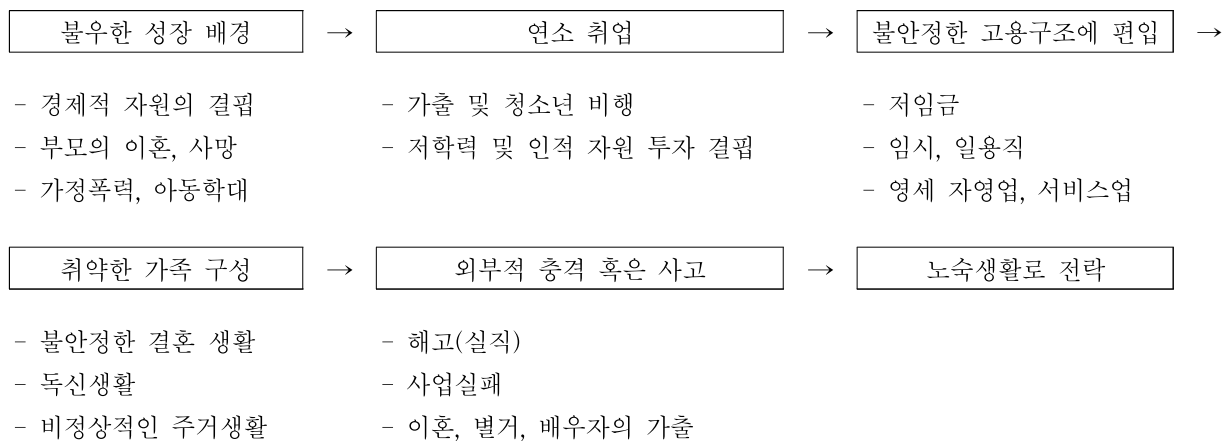 불우한 성장 배경 → 연소 취업 → 불안정한 고용구조에 편입 →
- 경제적 자원의 결핍 - 가출 및 청소년 비행 - 저임금
- 부모의 이혼, 사망 - 저학력 및 인적 자원 투자 결핍 - 임시, 일용직
- 가정폭력, 아동학대 - 영세 자영업, 서비스업
취약한 가족 구성 → 외부적 충격 혹은 사고 → 노숙생활로 전락
- 불안정한 결혼 생활 - 해고(실직)
- 독신생활 - 사업실패
- 비정상적인 주거생활 - 이혼, 별거, 배우자의 가출